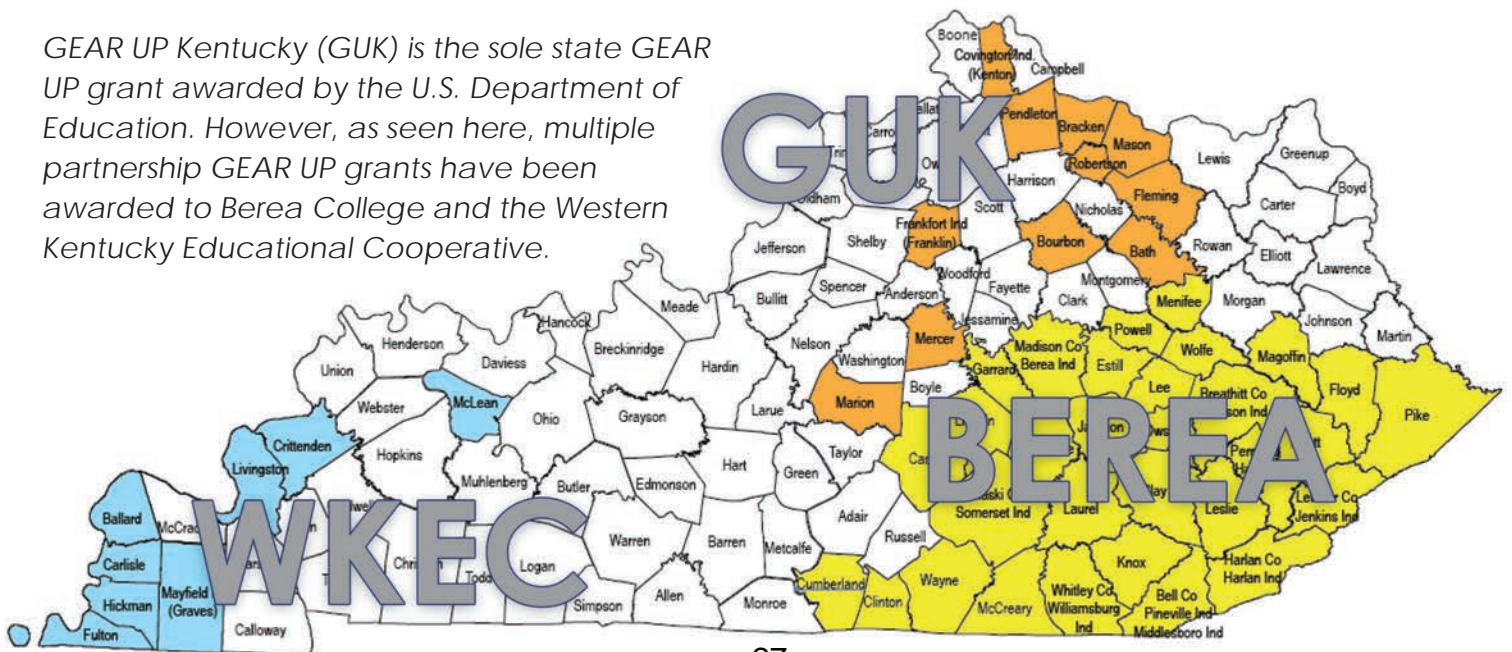 GEAR UP Kentucky (GUK) is the sole state GEAR
UP grant awarded by the U.S. Department of
Education. However, as seen here, multiple
partnership GEAR UP grants have been
awarded to Berea College and the Western
Kentucky Educational Cooperative.
Boone
Covington Ind.
(Kenton)
Campbell
GUK
Pendleton
Bracken
Mason
Robertson
Lewis
Greenup
Boyd
Carter
Harrison
Fleming
Nicholas
Scott
Oldham
Frankfort Ind
(Franklin)
Shelby
Jefferson
Bourbon
Bath
Rowan
Elliott
Lawrence
Woodford
Fayette
Montgomery
Clark
Menifee
Morgan
Johnson
Martin
Spencer
Anderson
Bullitt
Meade
Jessamine
Hancock
Breckinridge
Nelson
Washington
Mercer
Madison Co
Berea Ind
Powell
Wolfe
Magoffin
Garrard
Estill
Lee
Floyd
Pike
Henderson
Daviess
Union
Hardin
Boyle
Breathitt Co
Webster
McLean
Ohio
Grayson
Larue
Marion
BEREA
Crittenden
Livingston
Hopkins
Muhlenberg
Butler
Edmonson
Hart
Green
Taylor
Adair
Russell
Somerset Ind
Laurel
Leslie
Jenkins Ind
WKEC
Ballard
Carlisle
Hickman
Fulton
Mayfield
(Graves)
Calloway
Todd
Logan
Simpson
Warren
Allen
Barren
Metcalfe
Monroe
Cumberland
Clinton
Wayne
McCreary
Whitley Co
Williamsburg
Ind
Knox
Bell Co
Pineville Ind
Middlesboro Ind
Harlan Co
Harlan Ind